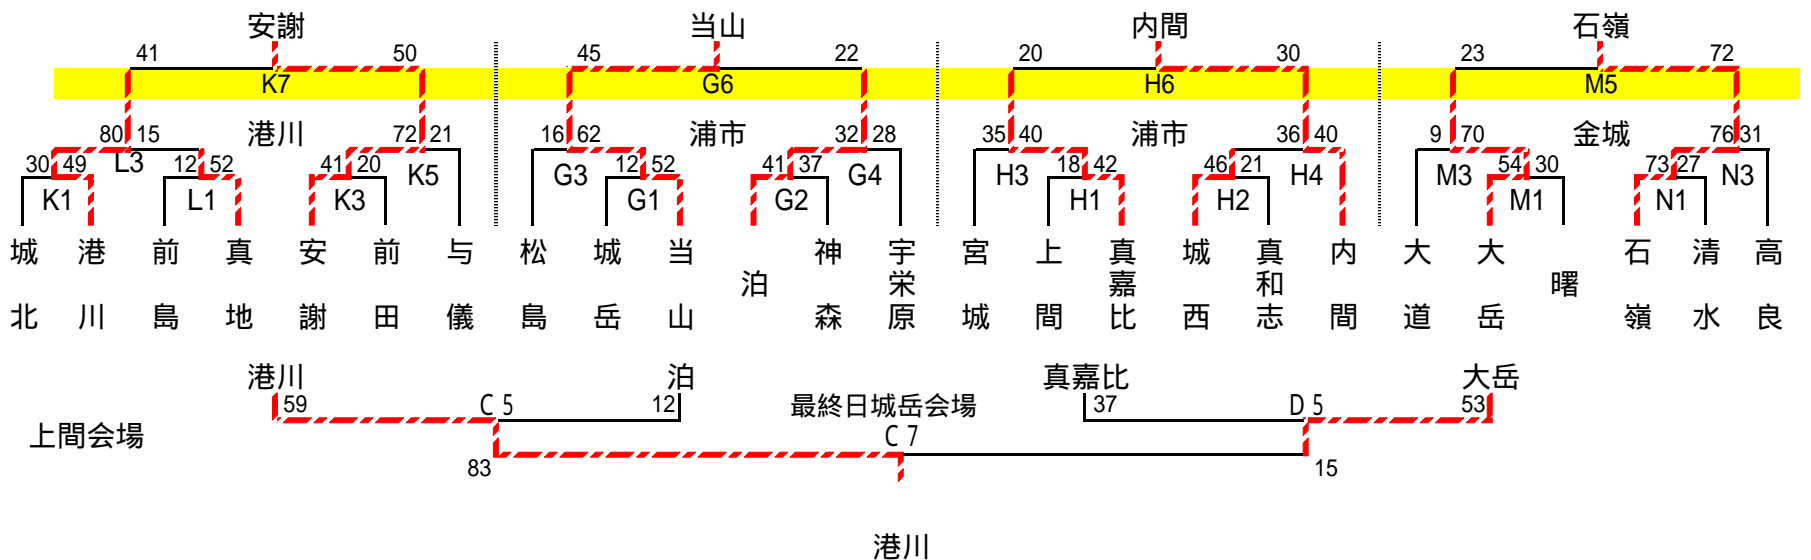 安謝 当山 内間 石嶺
41 50 45 22 20 30 23 72
K7 G6 H6 M5
80 15 港川 72 21 16 62 浦市 32 28 35 40 浦市 36 40 9 70 金城 76 31
30 49 L3 12 52 41 20 K5 G3 12 52 41 37 G4 H3 18 42 46 21 H4 M3 54 30 73 27 N3
K1 L1 K3 G1 G2 H1 H2 M1 N1
城北 港川 前島 真地 安謝 前田 与儀 松島 城岳 当山 泊 神森 宇栄原 宮城 上間 真嘉比 城西 真和志 内間 大道 大岳 曙 石嶺 清水 高良
港川 泊 真嘉比 大岳
59 C5 12 最終日城岳会場 37 D5 53
上間会場 C7
83 15
港川